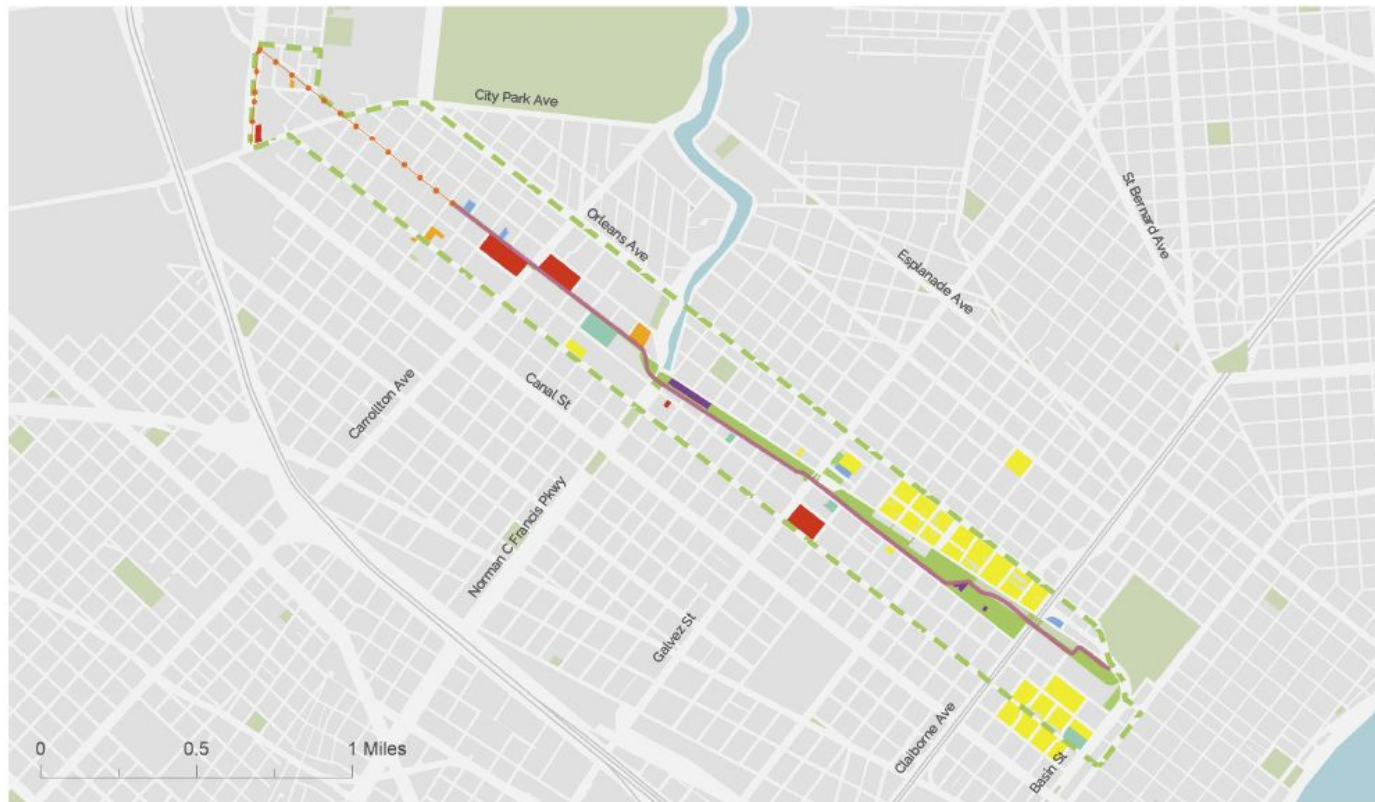 City Park Ave
St Bernard Ave
Orleans Ave
Esplanade Ave
Carrollton Ave
Canal St
Norman C Francis Pkwy
Galvez St
Claiborne Ave
Basin St
0 0.5 1 Miles